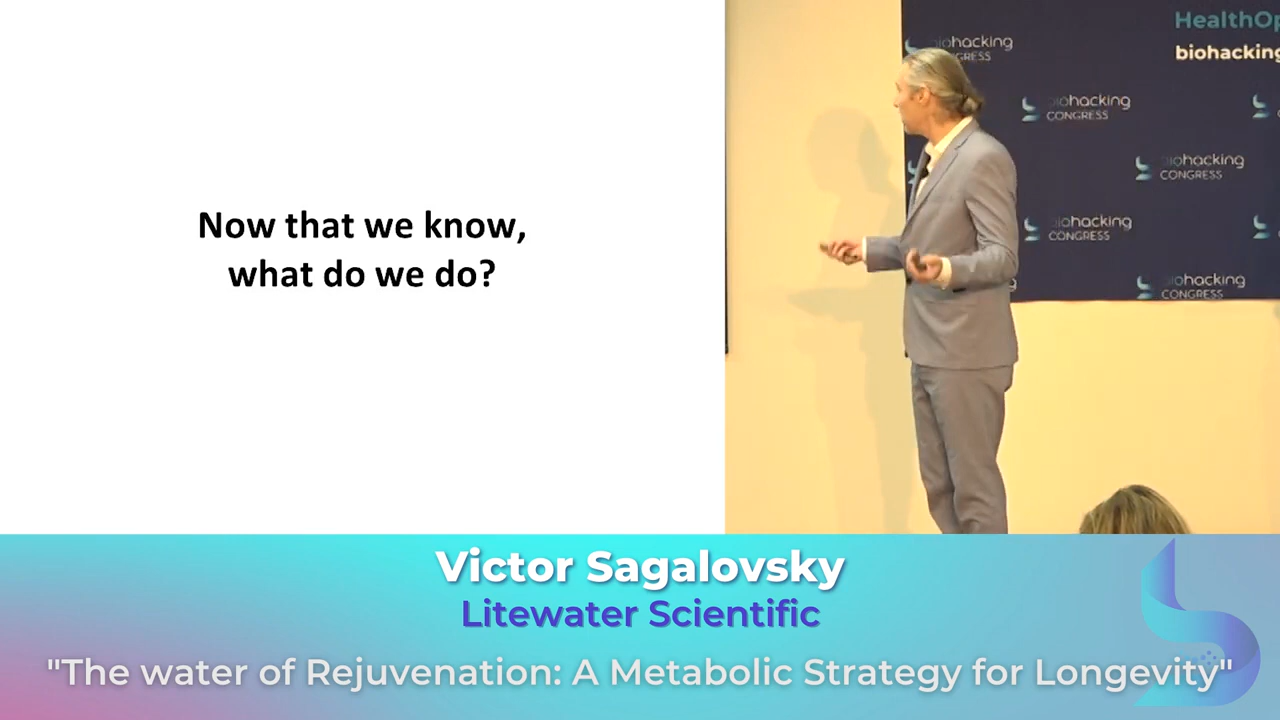 Now that we know,
what do we do?
HealthOp
biohacking
biohacking
CONGRESS
biohacking
CONGRESS
biohacking
CONGRESS
biohacking
CONGRESS
biohacking
CONGRESS
Victor Sagalovsky
Litewater Scientific
"The water of Rejuvenation: A Metabolic Strategy for Longevity"